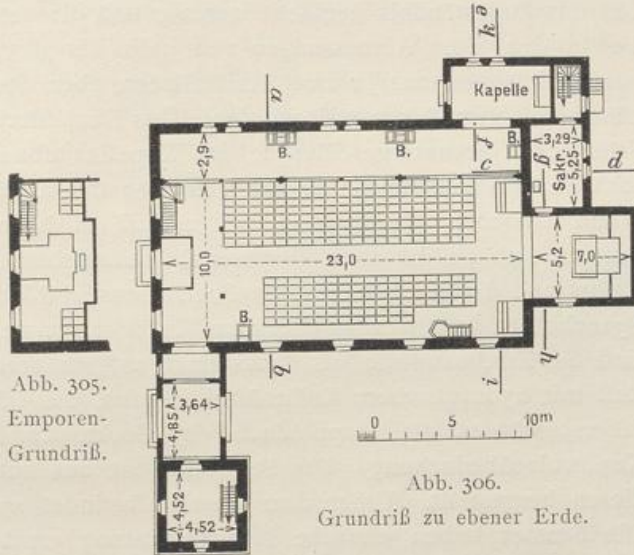 k e
Kapelle
a
B.
B.
f
c
B.
3,29
Sakr.
5,25
g
d
2,9
10,0
23,0
5,2
7,0
B.
b
i
h
Abb. 305.
Emporen-
Grundriß.
3,64
4,85
4,52
4,52
0 5 10m
Abb. 306.
Grundriß zu ebener Erde.